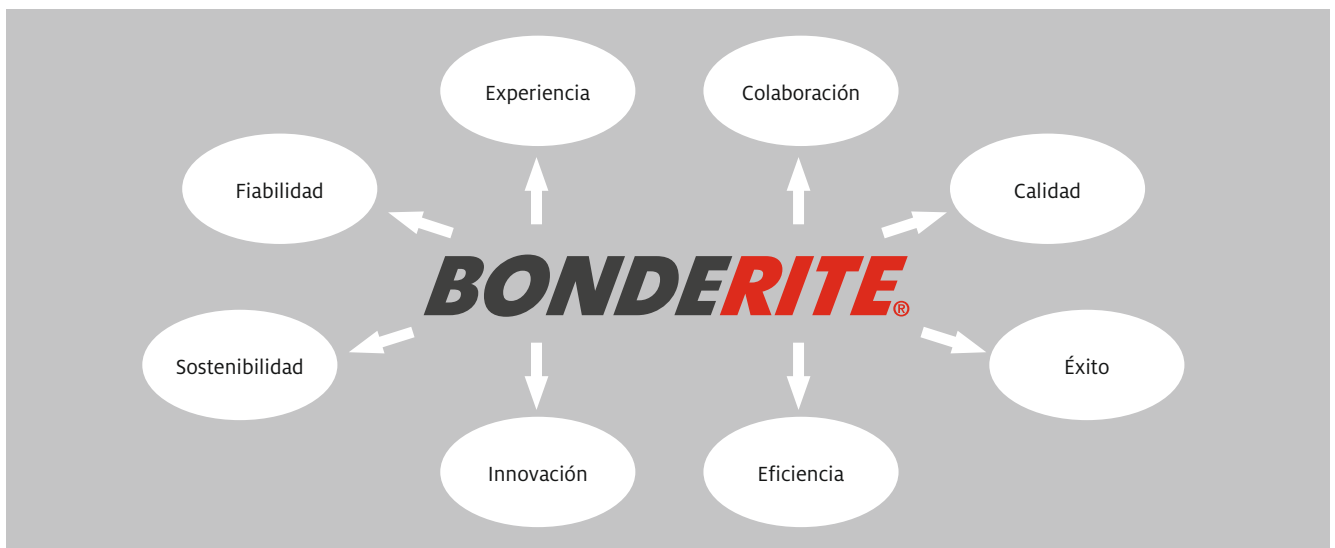 Experiencia
Colaboración
Fiabilidad
Calidad
BONDERITE®
Sostenibilidad
Éxito
Innovación
Eficiencia